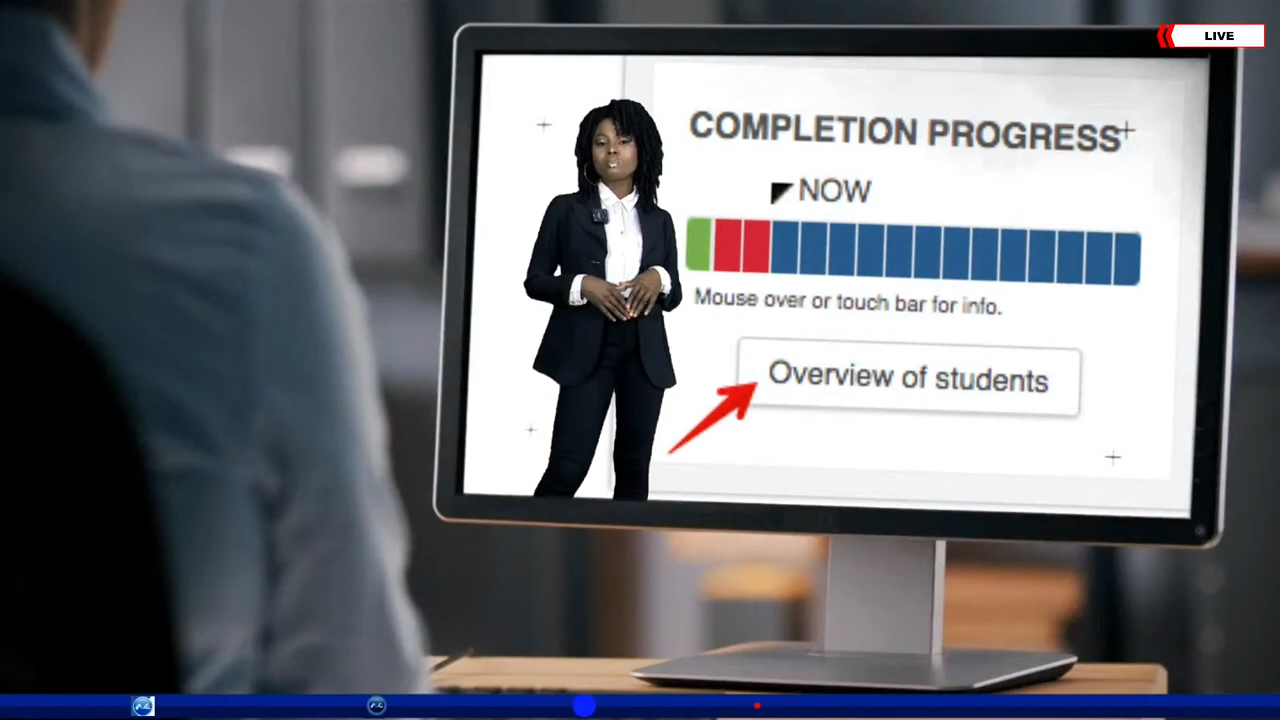 LIVE
COMPLETION PROGRESS
NOW
Mouse over or touch bar for info.
Overview of students